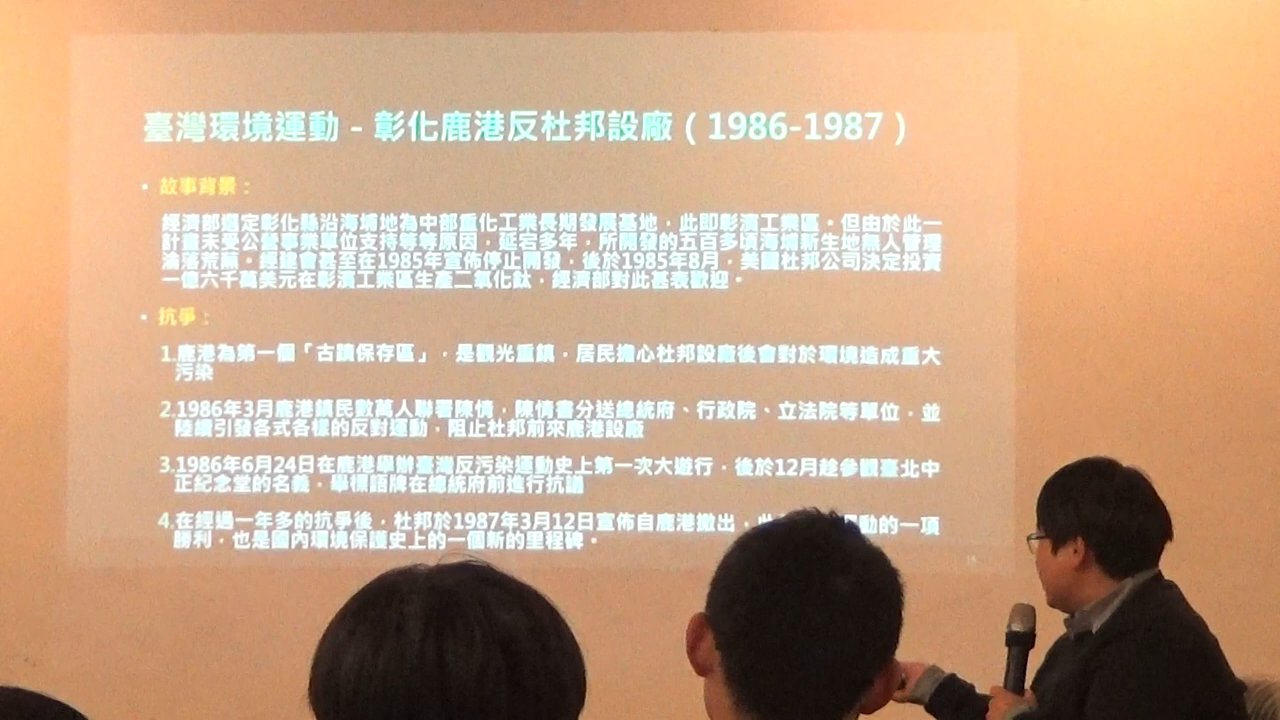 臺灣環境運動 - 彰化鹿港反杜邦設廠 ( 1986-1987 )
• 故事背景：
經濟部選定彰化縣沿海埔地為中部重化工業長期發展基地，此即彰濱工業區。但由於此一
計畫未受公營事業單位支持等等原因，延宕多年，所開發的五百多頃海埔新生地無人管理
淪落荒蕪。經建會甚至在1985年宣佈停止開發，後於1985年8月，美國杜邦公司決定投資
一億六千萬美元在彰濱工業區生產二氧化鈦，經濟部對此甚表歡迎。
• 抗爭：
1.鹿港為第一個「古蹟保存區」，是觀光重鎮，居民擔心杜邦設廠後會對於環境造成重大
污染
2.1986年3月鹿港鎮民數萬人聯署陳情，陳情書分送總統府、行政院、立法院等單位，並
陸續引發各式各樣的反對運動，阻止杜邦前來鹿港設廠
3.1986年6月24日在鹿港舉辦臺灣反污染運動史上第一次大遊行，後於12月趁參觀臺北中
正紀念堂的名義，舉標語牌在總統府前進行抗議
4.在經過一年多的抗爭後，杜邦於1987年3月12日宣佈自鹿港撤出，此 動的一項
勝利，也是國內環境保護史上的一個新的里程碑。